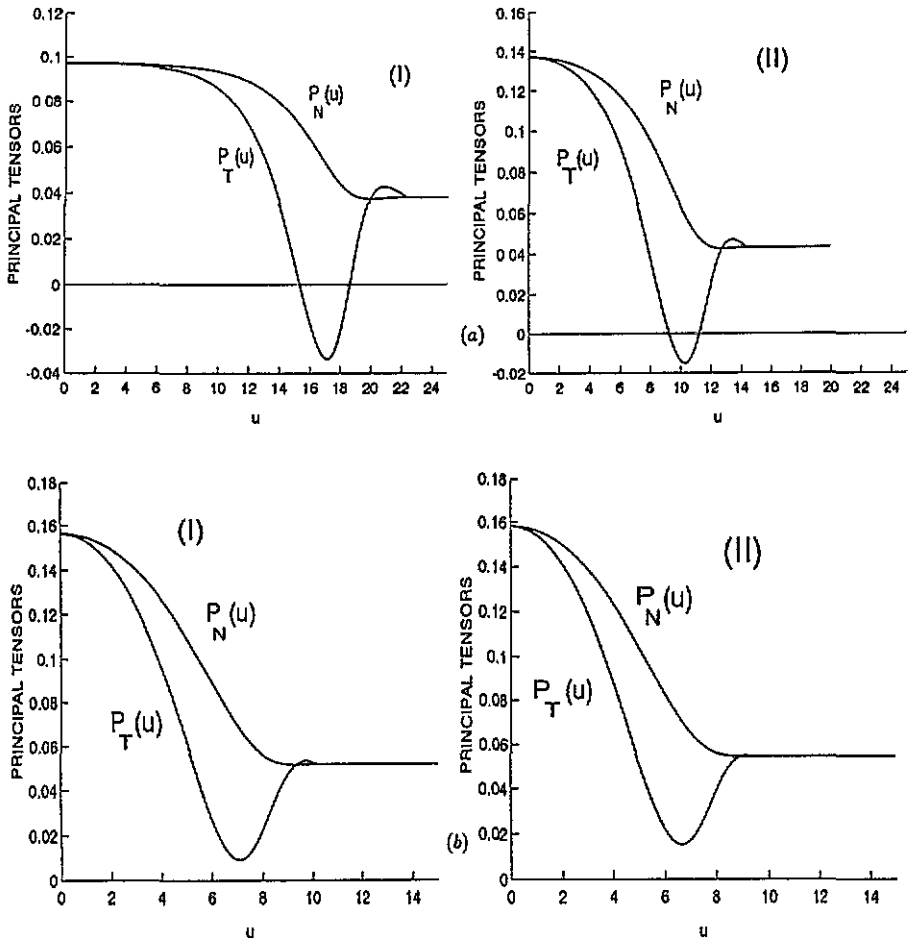 0.12
0.1
0.08
0.06
0.04
0.02
0
-0.02
-0.04
PRINCIPAL TENSORS
(I)
P_N(u)
P_T(u)
0 2 4 6 8 10 12 14 16 18 20 22 24
u
0.16
0.14
0.12
0.1
0.08
0.06
0.04
0.02
0
-0.02
PRINCIPAL TENSORS
(II)
P_N(u)
P_T(u)
0 2 4 6 8 10 12 14 16 18 20 22 24
u
(a)
0.18
0.16
0.14
0.12
0.1
0.08
0.06
0.04
0.02
0
PRINCIPAL TENSORS
(I)
P_N(u)
P_T(u)
0 2 4 6 8 10 12 14
u
0.18
0.16
0.14
0.12
0.1
0.08
0.06
0.04
0.02
0
PRINCIPAL TENSORS
(II)
P_N(u)
P_T(u)
0 2 4 6 8 10 12 14
u
(b)